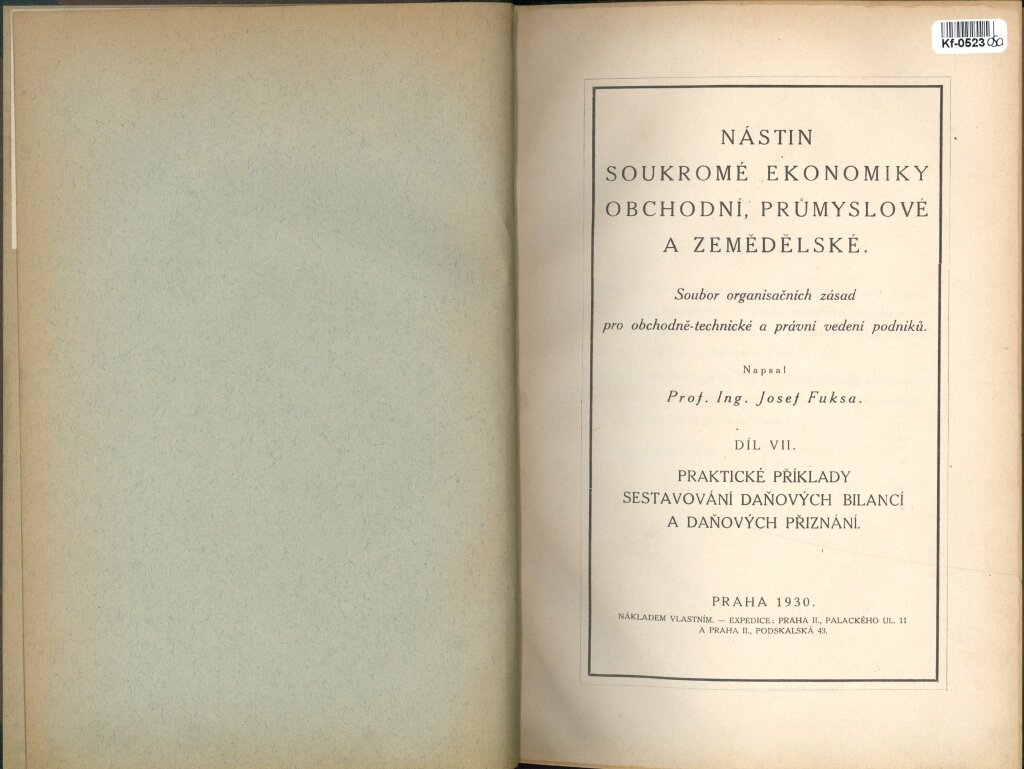 Kf-0523
NÁSTIN
SOUKROMÉ EKONOMIKY
OBCHODNÍ, PRŮMYSLOVÉ
A ZEMĚDĚLSKÉ.
Soubor organisačních zásad
pro obchodně-technické a právní vedení podniků.
Napsal
Prof. Ing. Josef Fuksa.
DÍL VII.
PRAKTICKÉ PŘÍKLADY
SESTAVOVÁNÍ DAŇOVÝCH BILANCÍ
A DAŇOVÝCH PŘIZNÁNÍ.
PRAHA 1930.
NÁKLADEM VLASTNÍM. — EXPEDICE: PRAHA II., PALACKÉHO UL. 11
A PRAHA II., PODSKALSKÁ 43.